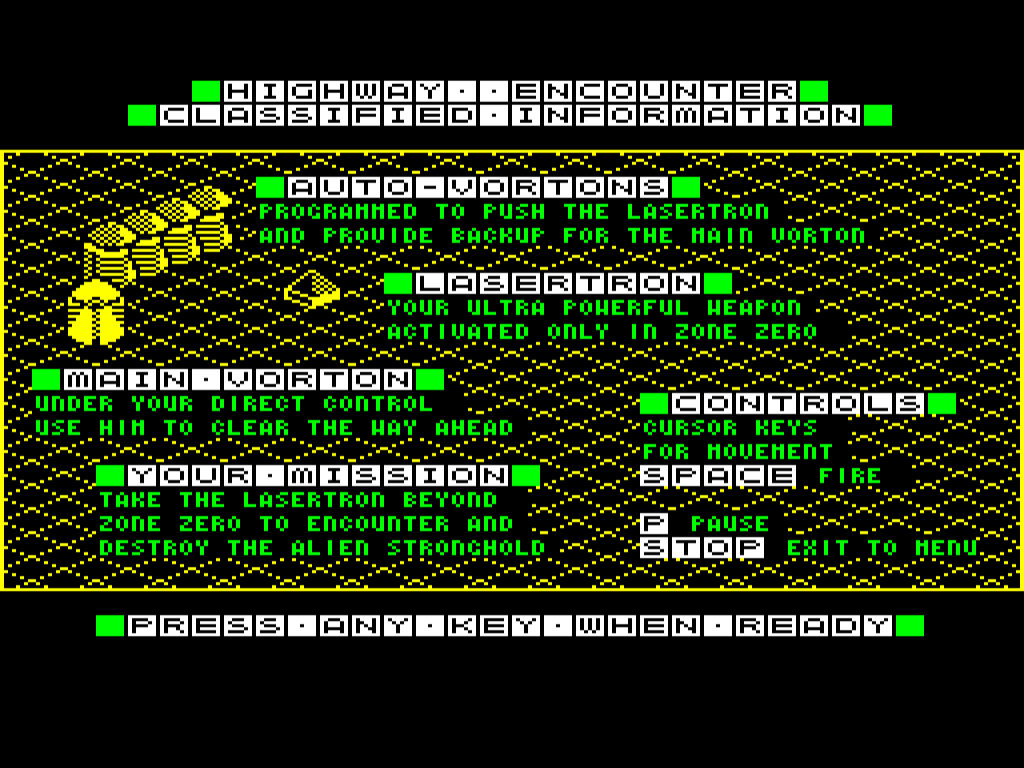 HIGHWAY··ENCOUNTER
CLASSIFIED·INFORMATION
AUTO-VORTONS
PROGRAMMED TO PUSH THE LASERTRON
AND PROVIDE BACKUP FOR THE MAIN VORTON
LASERTRON
YOUR ULTRA POWERFUL WEAPON
ACTIVATED ONLY IN ZONE ZERO
MAIN·VORTON
UNDER YOUR DIRECT CONTROL
USE HIM TO CLEAR THE WAY AHEAD
YOUR·MISSION
TAKE THE LASERTRON BEYOND
ZONE ZERO TO ENCOUNTER AND
DESTROY THE ALIEN STRONGHOLD
CONTROLS
CURSOR KEYS
FOR MOVEMENT
SPACE FIRE
P PAUSE
STOP EXIT TO MENU
PRESS·ANY·KEY·WHEN·READY